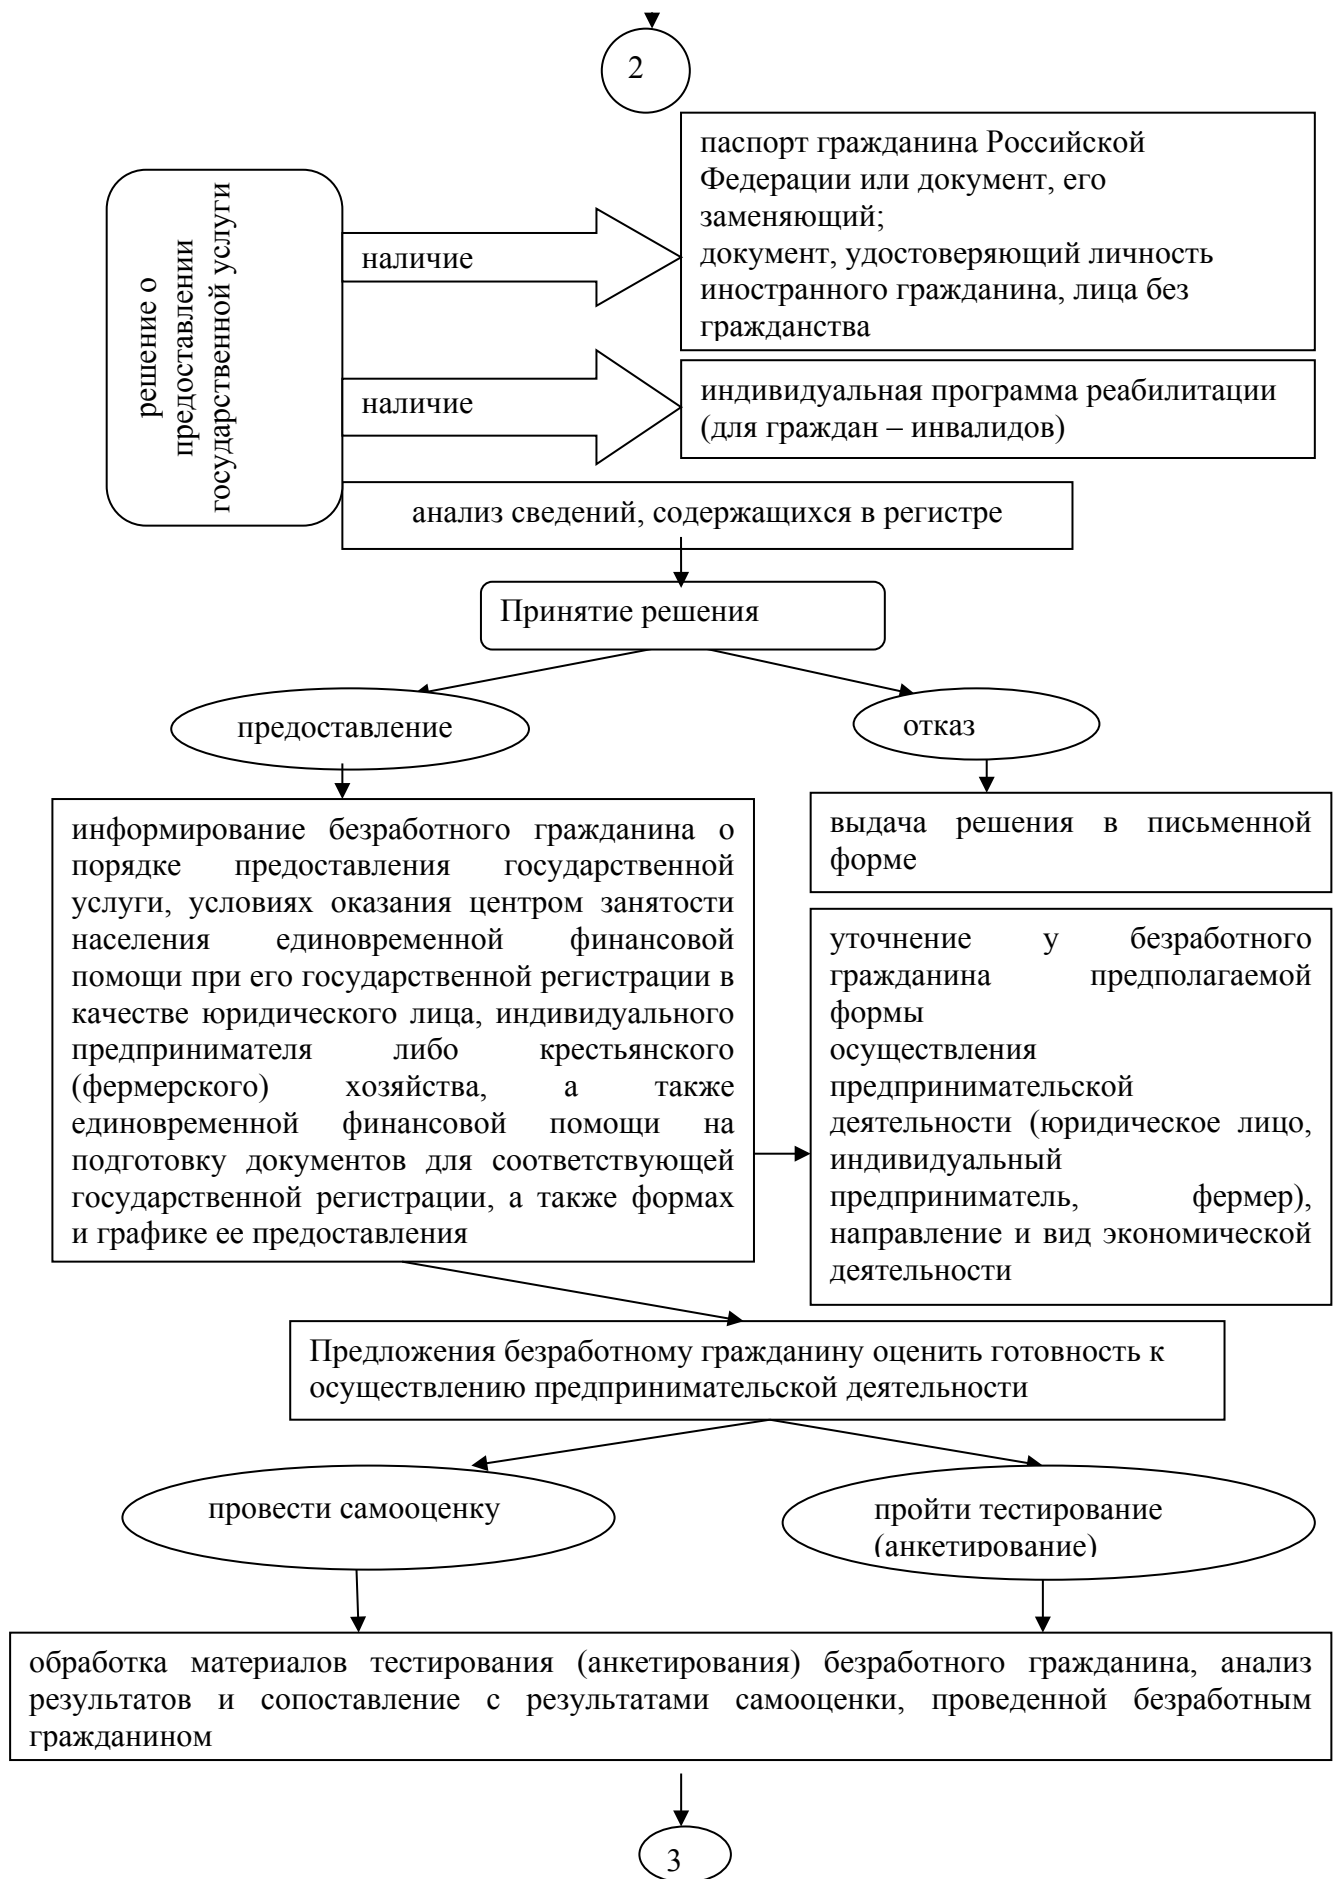 2
паспорт гражданина Российской
Федерации или документ, его
заменяющий;
документ, удостоверяющий личность
иностранного гражданина, лица без
гражданства
решение о
предоставлении
государственной услуги
наличие
наличие
индивидуальная программа реабилитации
(для граждан – инвалидов)
анализ сведений, содержащихся в регистре
Принятие решения
предоставление
отказ
информирование безработного гражданина о
порядке предоставления государственной
услуги, условиях оказания центром занятости
населения единовременной финансовой
помощи при его государственной регистрации в
качестве юридического лица, индивидуального
предпринимателя либо крестьянского
(фермерского) хозяйства, а также
единовременной финансовой помощи на
подготовку документов для соответствующей
государственной регистрации, а также формах
и графике ее предоставления
выдача решения в письменной
форме
уточнение у безработного
гражданина предполагаемой
формы
осуществления
предпринимательской
деятельности (юридическое лицо,
индивидуальный
предприниматель, фермер),
направление и вид экономической
деятельности
Предложения безработному гражданину оценить готовность к
осуществлению предпринимательской деятельности
провести самооценку
пройти тестирование
(анкетирование)
обработка материалов тестирования (анкетирования) безработного гражданина, анализ
результатов и сопоставление с результатами самооценки, проведенной безработным
гражданином
3